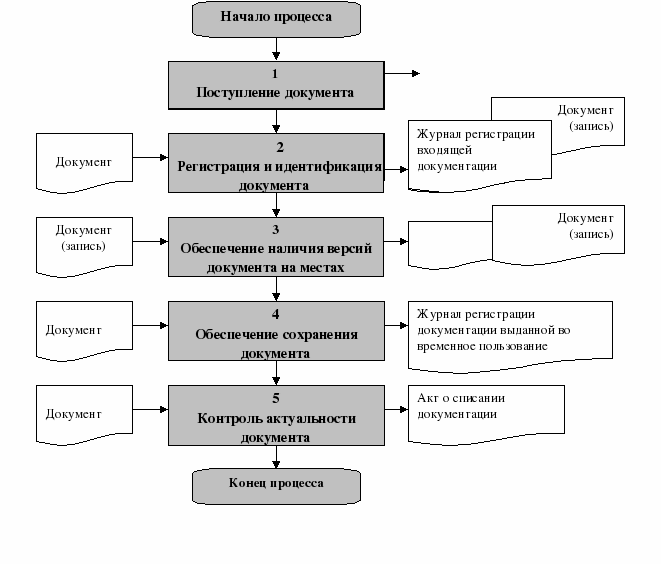 Начало процесса
1
Поступление документа
Документ
(запись)
Документ
2
Регистрация и идентификация
документа
Журнал регистрации
входящей
документации
Документ
(запись)
3
Обеспечение наличия версий
документа на местах
Документ
(запись)
Документ
4
Обеспечение сохранения
документа
Журнал регистрации
документации выданной во
временное пользование
Документ
5
Контроль актуальности
документа
Акт о списании
документации
Конец процесса